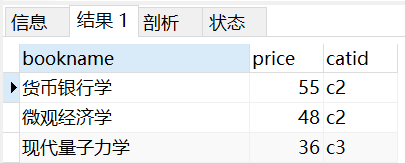 信息 结果 1 剖析 状态
bookname price catid
货币银行学 55 c2
微观经济学 48 c2
现代量子力学 36 c3